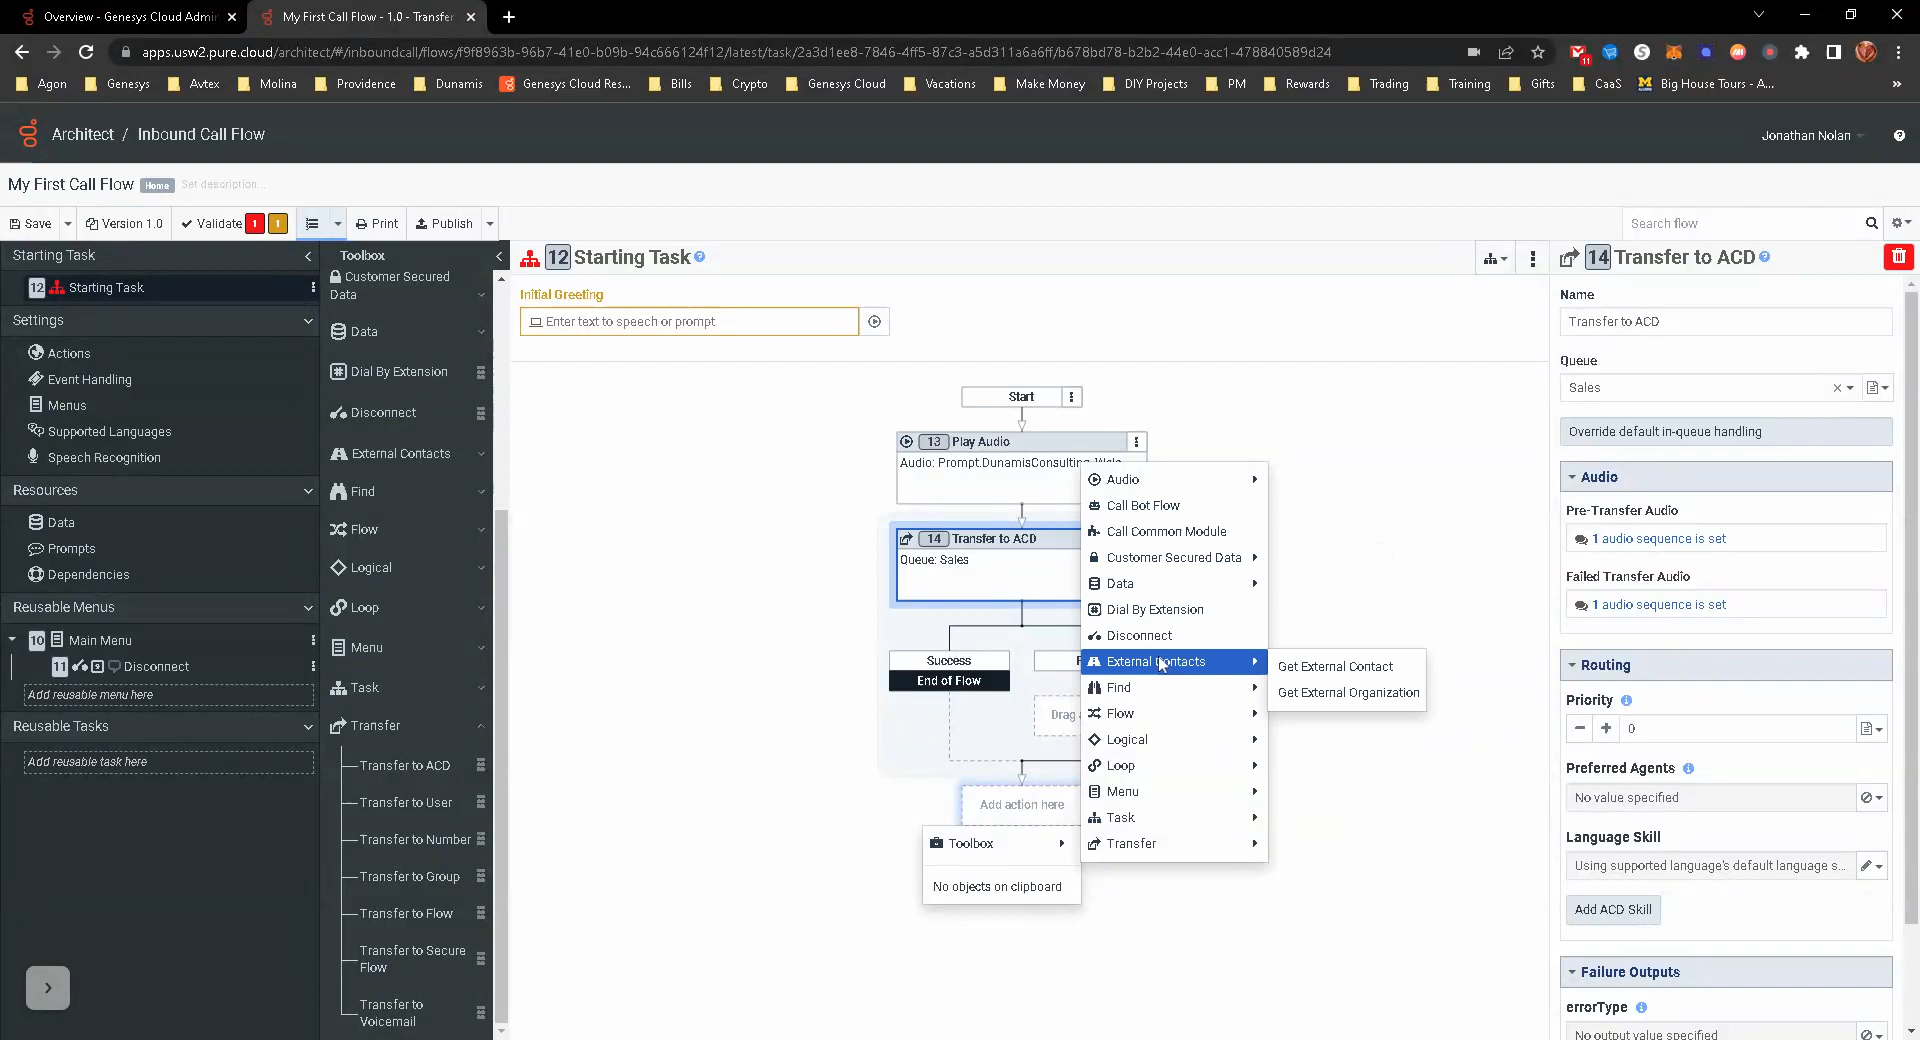 Overview - Genesys Cloud Admin
My First Call Flow - 1.0 - Transfer
apps.usw2.pure.cloud/architect/#/inboundcall/flows/f9f8963b-96b7-41e0-b09b-94c666124f12/latest/task/2a3d1ee8-7846-4ff5-87c3-a5d311a6a6ff/b678bd78-b2b2-44e0-acc1-478840589d24
11
Agon Genesys Avtex Molina Providence Dunamis Genesys Cloud Res... Bills Crypto Genesys Cloud Vacations Make Money DIY Projects PM Rewards Trading Training Gifts CaaS Big House Tours - A... »
Architect / Inbound Call Flow
Jonathan Nolan
My First Call Flow Home Set description...
Save Version 1.0 Validate 1 1 Print Publish
Search flow
Starting Task
12 Starting Task
Settings
Actions
Event Handling
Menus
Supported Languages
Speech Recognition
Resources
Data
Prompts
Dependencies
Reusable Menus
10 Main Menu
11 Disconnect
Add reusable menu here
Reusable Tasks
Add reusable task here
Toolbox
Customer Secured
Data
Data
Dial By Extension
Disconnect
External Contacts
Find
Flow
Logical
Loop
Menu
Task
Transfer
Transfer to ACD
Transfer to User
Transfer to Number
Transfer to Group
Transfer to Flow
Transfer to Secure
Flow
Transfer to
Voicemail
12 Starting Task
Initial Greeting
Enter text to speech or prompt
Start
13 Play Audio
Audio: Prompt.DunamisConsulting
14 Transfer to ACD
Queue: Sales
Success
End of Flow
Drag
Add action here
Toolbox
No objects on clipboard
Audio
Call Bot Flow
Call Common Module
Customer Secured Data
Data
Dial By Extension
Disconnect
External Contacts
Find
Flow
Logical
Loop
Menu
Task
Transfer
Get External Contact
Get External Organization
14 Transfer to ACD
Name
Transfer to ACD
Queue
Sales
Override default in-queue handling
Audio
Pre-Transfer Audio
1 audio sequence is set
Failed Transfer Audio
1 audio sequence is set
Routing
Priority
0
Preferred Agents
No value specified
Language Skill
Using supported language's default language s...
Add ACD Skill
Failure Outputs
errorType
No output value specified